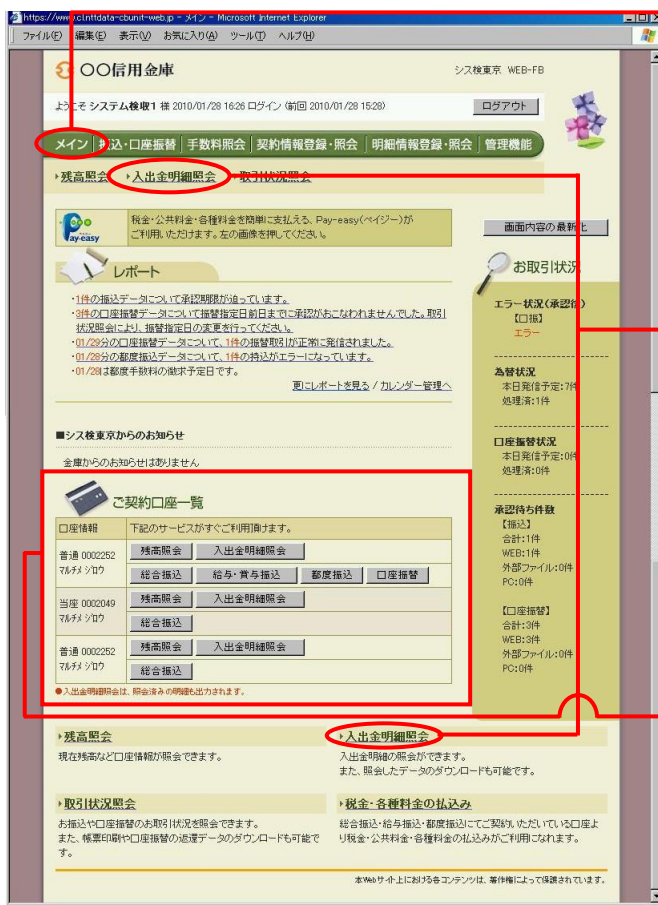 https://www.cl.nttdata-cbunit-web.jp - メイン - Microsoft Internet Explorer
ファイル(F) 編集(E) 表示(V) お気に入り(A) ツール(T) ヘルプ(H)
〇〇信用金庫
シス検東京 WEB-FB
ようこそ システム検収1 様 2010/01/28 16:26 ログイン (前回 2010/01/28 15:28)
ログアウト
メイン 振込・口座振替 手数料照会 契約情報登録・照会 明細情報登録・照会 管理機能
残高照会 入出金明細照会 取引状況照会
Pay-easy
税金・公共料金・各種料金を簡単に支払える、Pay-easy(ペイジー)が
ご利用いただけます。左の画像を押してください。
画面内容の最新化
レポート
・1件の振込データについて承認期限が迫っています。
・3件の口座振替データについて振替指定日前日までに承認がおこなわれませんでした。取引
状況照会により、振替指定日の変更を行ってください。
・01/29分の口座振替データについて、1件の振替取引が正常に発信されました。
・01/28分の都度振込データについて、1件の持込がエラーになっています。
・01/28は都度手数料の徴求予定日です。
更にレポートを見る / カレンダー管理へ
■シス検東京からのお知らせ
金庫からのお知らせはありません
ご契約口座一覧
口座情報 下記のサービスがすぐご利用頂けます。
普通 0002252
マルチメ ジロウ
残高照会 入出金明細照会
総合振込 給与・賞与振込 都度振込 口座振替
当座 0002049
マルチメ ジロウ
残高照会 入出金明細照会
総合振込
普通 0002252
マルチメ ジロウ
残高照会 入出金明細照会
総合振込
●入出金明細照会は、照会済みの明細も出力されます。
お取引状況
エラー状況(承認後)
【口振】
エラー
為替状況
本日発信予定:7件
処理済:1件
口座振替状況
本日発信予定:0件
処理済:0件
承認待ち件数
【振込】
合計:1件
WEB:1件
外部ファイル:0件
PC:0件
【口座振替】
合計:3件
WEB:3件
外部ファイル:0件
PC:0件
残高照会
現在残高など口座情報が照会できます。
入出金明細照会
入出金明細の照会ができます。
また、照会したデータのダウンロードも可能です。
取引状況照会
お振込や口座振替のお取引状況を照会できます。
また、帳票印刷や口座振替の返還データのダウンロードも可能で
す。
税金・各種料金の払込み
総合振込・給与振込・都度振込にてご契約いただいている口座よ
り税金・公共料金・各種料金の払込みがご利用になれます。
本Webサイト上における各コンテンツは、著作権によって保護されています。